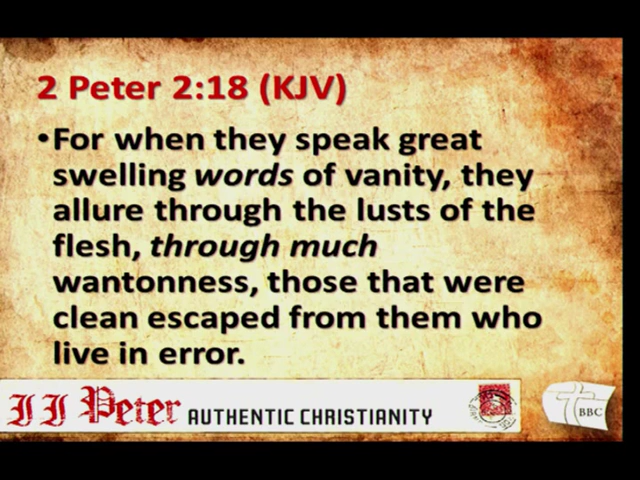 2 Peter 2:18 (KJV)
•For when they speak great
swelling words of vanity, they
allure through the lusts of the
flesh, through much
wantonness, those that were
clean escaped from them who
live in error.
II Peter AUTHENTIC CHRISTIANITY
BBC